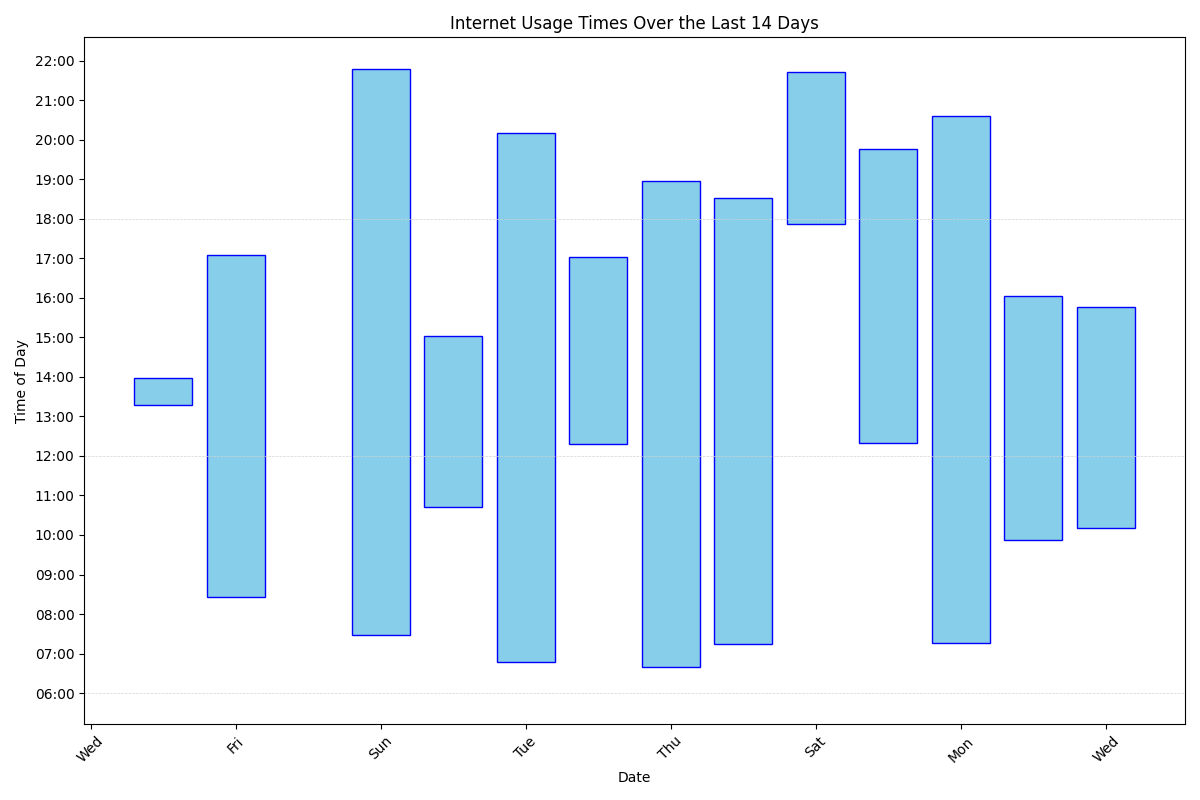 Internet Usage Times Over the Last 14 Days
22:00
21:00
20:00
19:00
18:00
17:00
16:00
15:00
14:00
13:00
12:00
11:00
10:00
09:00
08:00
07:00
06:00
Time of Day
Wed
Fri
Sun
Tue
Thu
Sat
Mon
Wed
Date